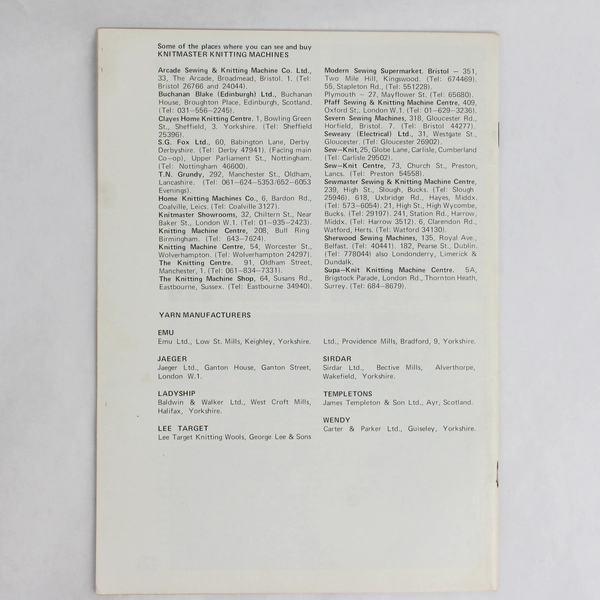 Some of the places where you can see and buy
KNITMASTER KNITTING MACHINES
Arcade Sewing & Knitting Machine Co. Ltd.,
33, The Arcade, Broadmead, Bristol. 1. (Tel:
Bristol 26766 and 24044).
Buchanan Blake (Edinburgh) Ltd., Buchanan
House, Broughton Place, Edinburgh, Scotland.
(Tel: 031—556—2245).
Clayes Home Knitting Centre. 1, Bowling Green
St., Sheffield, 3. Yorkshire. (Tel: Sheffield
25396).
S.G. Fox Ltd., 60, Babington Lane, Derby
Derbyshire. (Tel: Derby 47941). (Facing main
Co—op), Upper Parliament St., Nottingham.
(Tel: Nottingham 46600).
T.N. Grundy, 292, Manchester St., Oldham,
Lancashire. (Tel: 061—624—5353/652—6053
Evenings).
Home Knitting Machines Co., 6, Bardon Rd.,
Coalville, Leics. (Tel: Coalville 3127).
Knitmaster Showrooms, 32, Chiltern St., Near
Baker St., London W.1. (Tel: 01—935—2423).
Knitting Machine Centre, 208, Bull Ring
Birmingham. (Tel: 643—7624).
Knitting Machine Centre, 54, Worcester St.,
Wolverhampton. (Tel: Wolverhampton 24297).
The Knitting Centre. 91, Oldham Street,
Manchester, 1. (Tel: 061—834—7331).
The Knitting Machine Shop, 64, Susans Rd.,
Eastbourne, Sussex. (Tel: Eastbourne 34940).
Modern Sewing Supermarket. Bristol — 351,
Two Mile Hill, Kingswood. (Tel: 674469).
55, Stapleton Rd., (Tel: 551228).
Plymouth — 27, Mayflower St. (Tel: 65680).
Pfaff Sewing & Knitting Machine Centre, 409,
Oxford St,. London W.1. (Tel: 01—629—3236).
Severn Sewing Machines, 318, Gloucester Rd.,
Horfield, Bristol. 7. (Tel: Bristol 44277).
Seweasy (Electrical) Ltd., 31, Westgate St.,
Gloucester. (Tel: Gloucester 26902).
Sew—Knit, 25, Globe Lane, Carlisle, Cumberland
(Tel: Carlisle 29502).
Sew—Knit Centre, 73, Church St., Preston,
Lancs. (Tel: Preston 54558).
Sewmaster Sewing & Knitting Machine Centre,
239, High St., Slough, Bucks. (Tel: Slough
25946). 618, Uxbridge Rd., Hayes, Middx.
(Tel: 573—6054). 21, High St., High Wycombe,
Bucks. (Tel: 29197). 241, Station Rd., Harrow,
Middx. (Tel: Harrow 3512). 6, Clarendon Rd.,
Watford, Herts. (Tel: Watford 34130).
Sherwood Sewing Machines, 135, Royal Ave.,
Belfast. (Tel: 40441). 182, Pearse St., Dublin.
(Tel: 778044) also Londonderry, Limerick &
Dundalk.
Supa—Knit Knitting Machine Centre. 5A,
Brigstock Parade, London Rd., Thornton Heath,
Surrey. (Tel: 684—8679).
YARN MANUFACTURERS
EMU
Emu Ltd., Low St. Mills, Keighley, Yorkshire.
JAEGER
Jaeger Ltd., Ganton House, Ganton Street,
London W.1.
LADYSHIP
Baldwin & Walker Ltd., West Croft Mills,
Halifax, Yorkshire.
LEE TARGET
Lee Target Knitting Wools, George Lee & Sons
Ltd., Providence Mills, Bradford, 9, Yorkshire.
SIRDAR
Sirdar Ltd., Bective Mills, Alverthorpe,
Wakefield, Yorkshire.
TEMPLETONS
James Templeton & Son Ltd., Ayr, Scotland.
WENDY
Carter & Parker Ltd., Guiseley, Yorkshire.